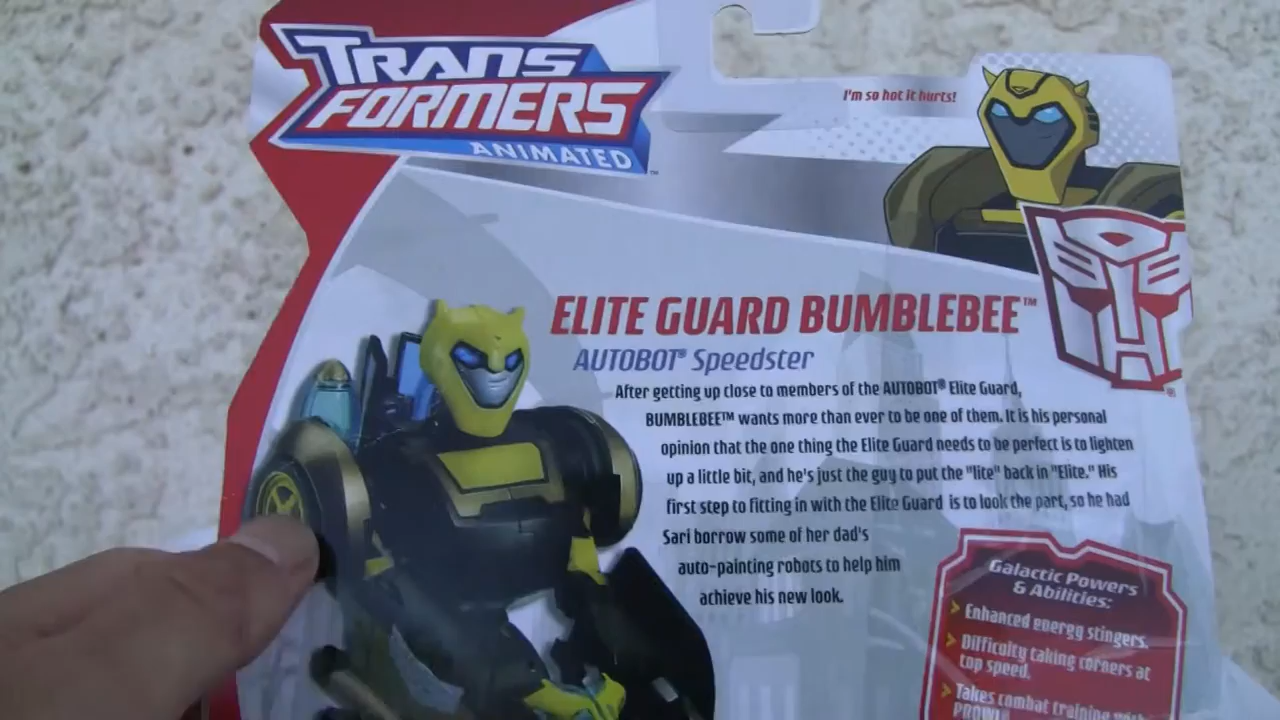 TRANS
FORMERS
ANIMATED™
I'm so hot it hurts!
ELITE GUARD BUMBLEBEE™
AUTOBOT® Speedster
After getting up close to members of the AUTOBOT® Elite Guard,
BUMBLEBEE™ wants more than ever to be one of them. It is his personal
opinion that the one thing the Elite Guard needs to be perfect is to lighten
up a little bit, and he's just the guy to put the "lite" back in "Elite." His
first step to fitting in with the Elite Guard is to look the part, so he had
Sari borrow some of her dad's
auto-painting robots to help him
achieve his new look.
Galactic Powers
& Abilities:
Enhanced energy stingers.
Difficulty taking corners at
top speed.
Takes combat training with
PROWL